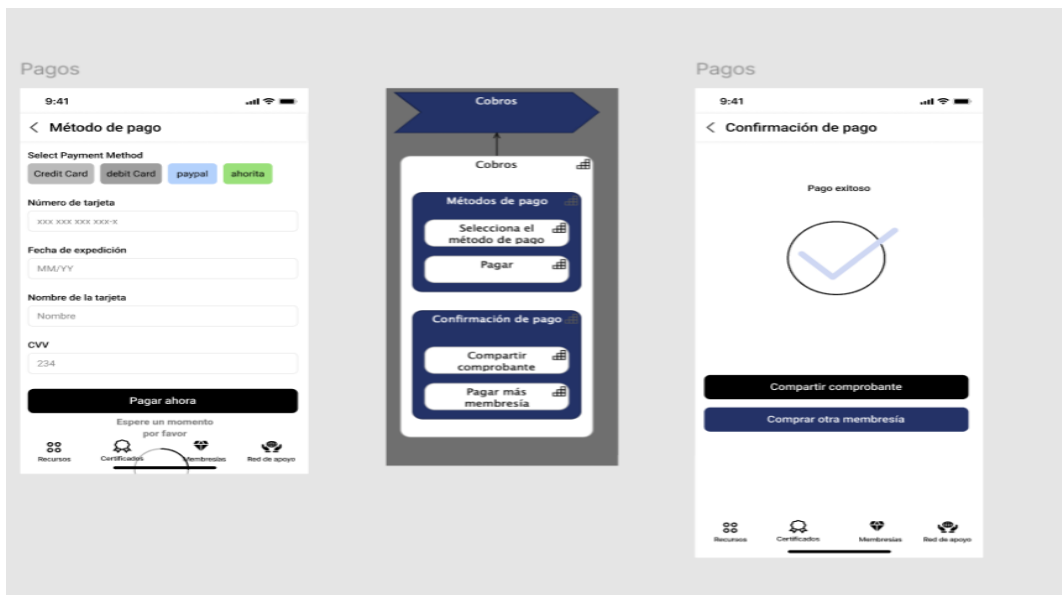 Pagos
9:41
Método de pago
Select Payment Method
Credit Card debit Card paypal ahorita
Número de tarjeta
xxx xxx xxx xxx-x
Fecha de expedición
MM/YY
Nombre de la tarjeta
Nombre
CVV
234
Pagar ahora
Espere un momento
por favor
Recursos Certificados Membresias Red de apoyo
Cobros
Cobros
Métodos de pago
Selecciona el
método de pago
Pagar
Confirmación de pago
Compartir
comprobante
Pagar más
membresía
Pagos
9:41
Confirmación de pago
Pago exitoso
Compartir comprobante
Comprar otra membresía
Recursos Certificados Membresias Red de apoyo